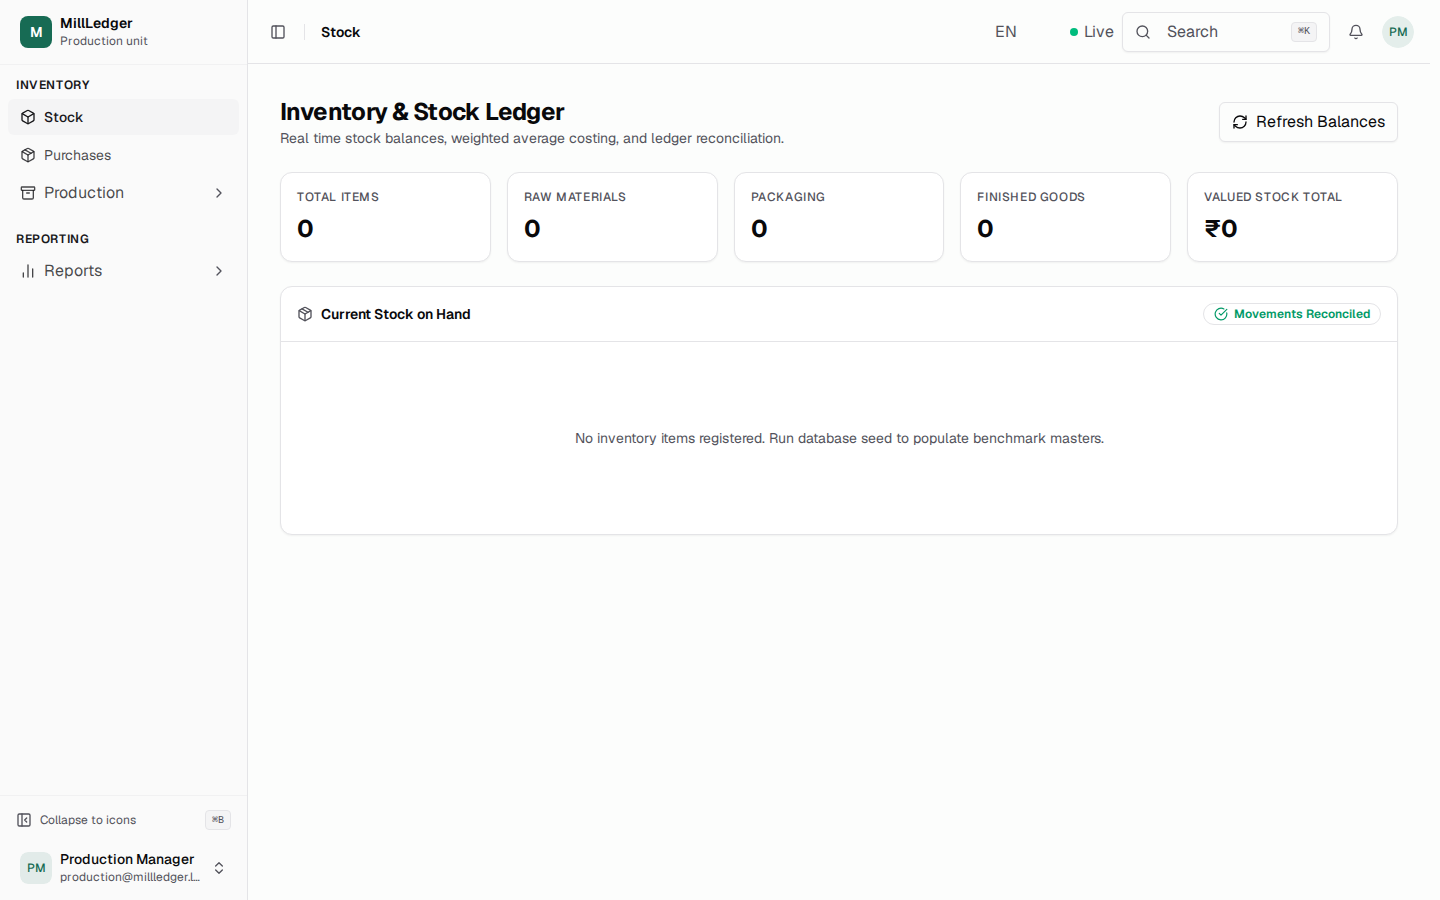 M
MillLedger
Production unit
INVENTORY
Stock
Purchases
Production
REPORTING
Reports
Collapse to icons
⌘B
PM
Production Manager
production@millledger.l...
Stock
EN
Live
Search
⌘K
PM
Inventory & Stock Ledger
Real time stock balances, weighted average costing, and ledger reconciliation.
Refresh Balances
TOTAL ITEMS
0
RAW MATERIALS
0
PACKAGING
0
FINISHED GOODS
0
VALUED STOCK TOTAL
₹0
Current Stock on Hand
Movements Reconciled
No inventory items registered. Run database seed to populate benchmark masters.